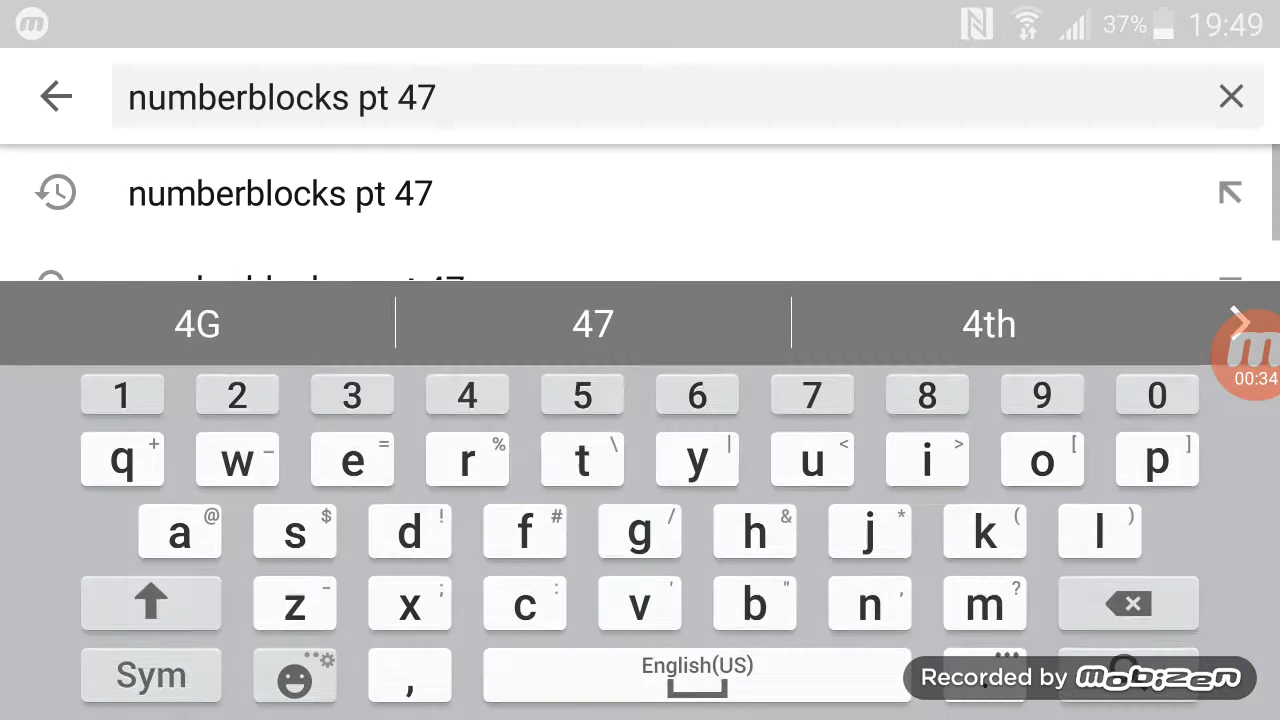 m 37% 19:49
numberblocks pt 47
numberblocks pt 47
4G 47 4th
m
00:34
1 2 3 4 5 6 7 8 9 0
q + w - e = r % t \ y | u < i > o [ p ]
a @ s $ d ! f # g / h & j * k ( l )
z - x ; c : v ' b " n , m ?
Sym , English(US)
Recorded by mobizen